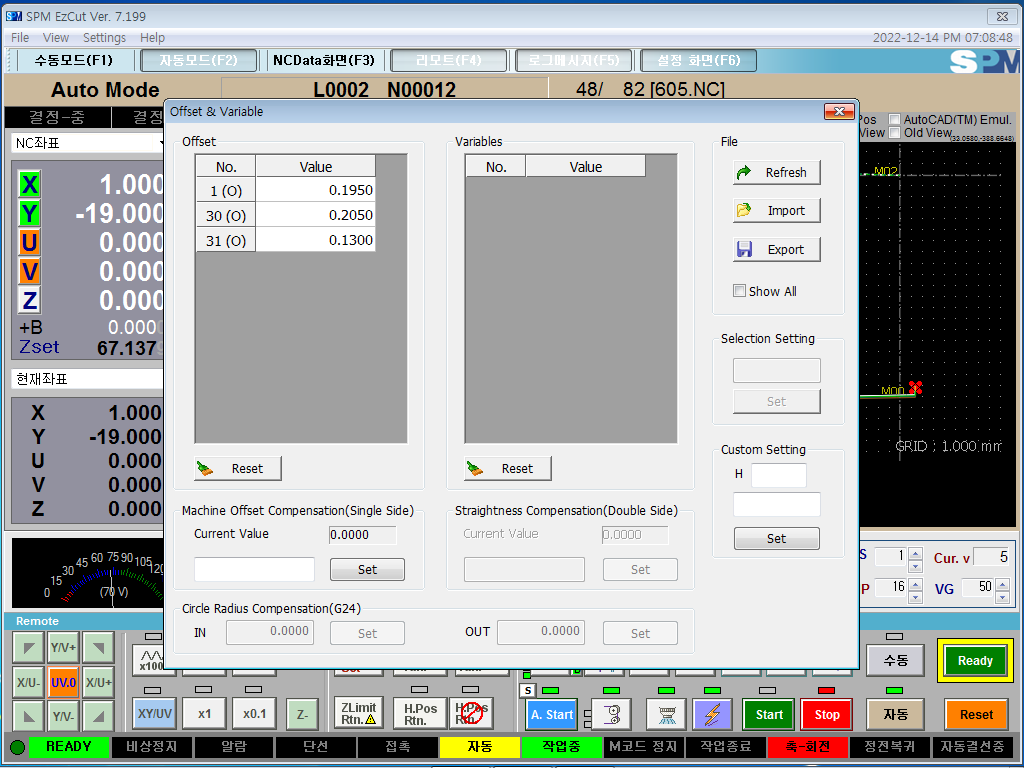 SPM EzCut Ver. 7.199
File View Settings Help
2022-12-14 PM 07:08:48
수동모드(F1) 자동모드(F2) NCData화면(F3) 리모트(F4) 로그메시지(F5) 설정 화면(F6) SPM
Auto Mode L0002 N00012 48/ 82 [605.NC]
결정-중 결정
Offset & Variable
Pos AutoCAD(TM) Emul.
View Old View
(33.0580,-388.6648)
NC좌표
X 1.000
Y -19.000
U 0.000
V 0.000
Z 0.000
+B 0.000
Zset 67.137
현재좌표
X 1.000
Y -19.000
U 0.000
V 0.000
Z 0.000
Offset
No. Value
1 (O) 0.1950
30 (O) 0.2050
31 (O) 0.1300
Reset
Variables
No. Value
Reset
File
Refresh
Import
Export
Show All
Selection Setting
Set
Custom Setting
H
Set
Machine Offset Compensation(Single Side)
Current Value 0.0000
Set
Straightness Compensation(Double Side)
Current Value 0.0000
Set
Circle Radius Compensation(G24)
IN 0.0000 Set OUT 0.0000 Set
M02
M00
GRID ; 1.000 mm
0 15 30 45 60 75 90 105 120
(70 V)
S 1 Cur. v 5
P 16 VG 50
Remote
Y/V+
X/U- UV.0 X/U+
Y/V-
x100
XY/UV x1 x0.1 Z-
ZLimit Rtn. H.Pos Rtn. H.Pos Rtn.
S
A. Start Start Stop
수동 Ready
자동 Reset
READY 비상정지 알람 단선 접촉 자동 작업중 M코드 정지 작업종료 축-회전 정전복귀 자동결선중